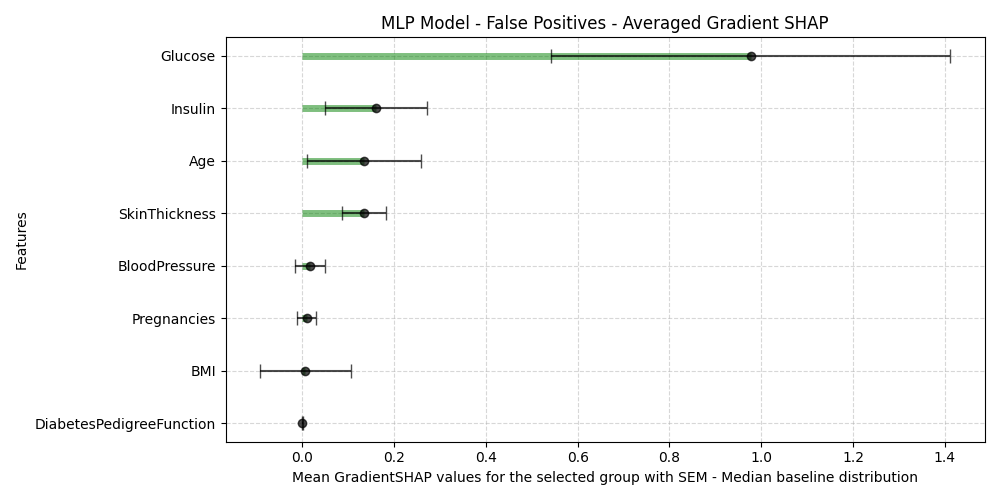 MLP Model - False Positives - Averaged Gradient SHAP
Features
Glucose
Insulin
Age
SkinThickness
BloodPressure
Pregnancies
BMI
DiabetesPedigreeFunction
0.0 0.2 0.4 0.6 0.8 1.0 1.2 1.4
Mean GradientSHAP values for the selected group with SEM - Median baseline distribution